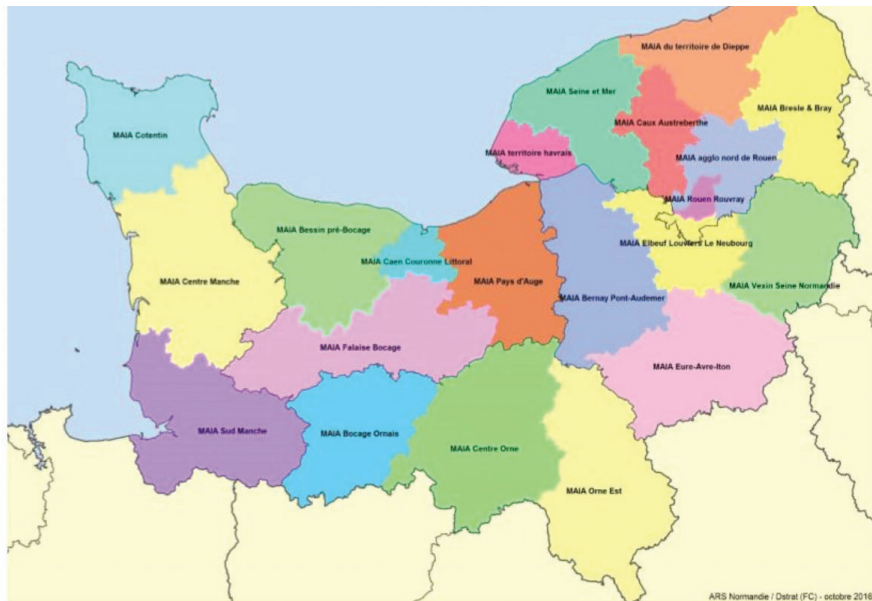 MAIA du territoire de Dieppe
MAIA Seine et Mer
MAIA Bresle & Bray
MAIA Caux Austreberthe
MAIA Cotentin
MAIA territoire havrais
MAIA agglo nord de Rouen
MAIA Rouen Rouvray
MAIA Bessin pré-Bocage
MAIA Elbeuf Louviers Le Neubourg
MAIA Caen Couronne Littoral
MAIA Centre Manche
MAIA Pays d'Auge
MAIA Vexin Seine Normandie
MAIA Bernay Pont-Audemer
MAIA Falaise Bocage
MAIA Eure-Avre-Iton
MAIA Sud Manche
MAIA Bocage Ornais
MAIA Centre Orne
MAIA Orne Est
ARS Normandie / Dstrat (FC) - octobre 2016